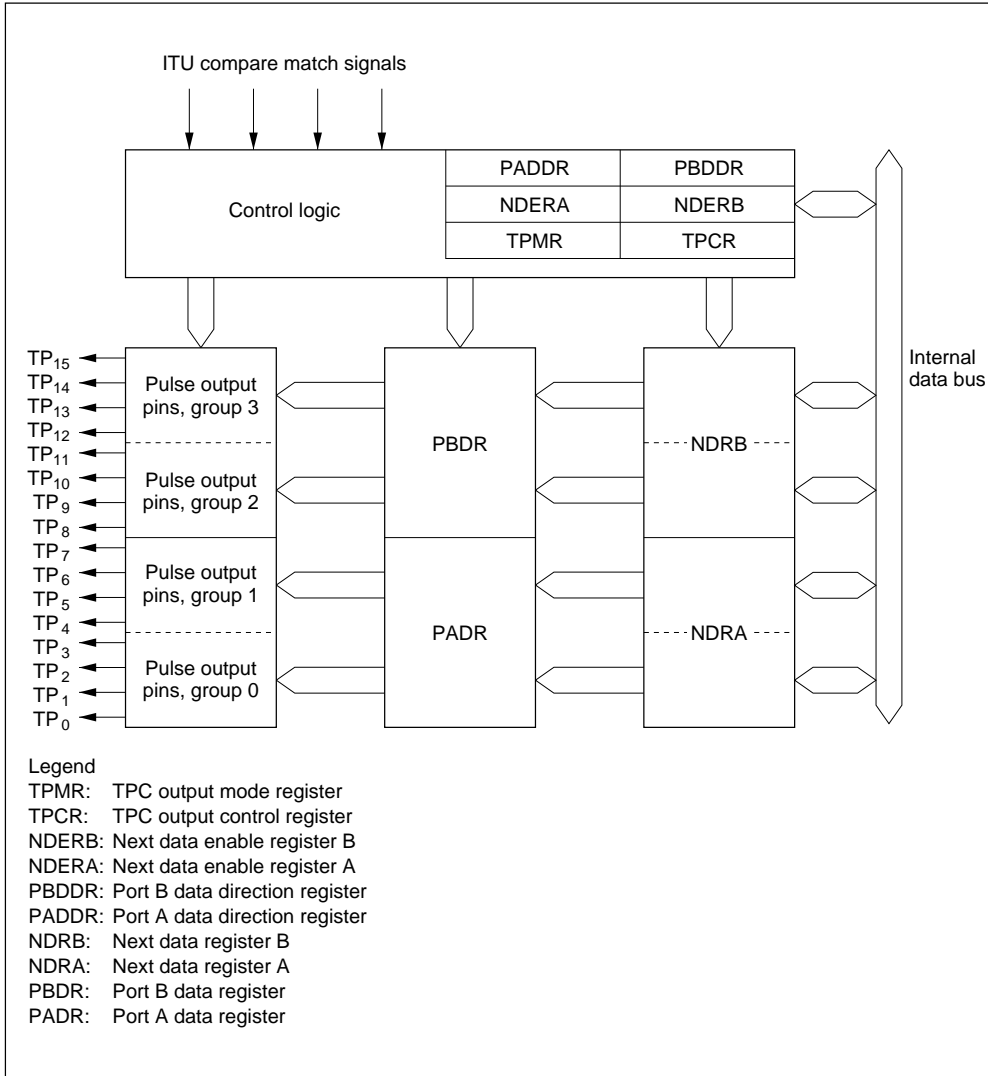 ITU compare match signals
Control logic
PADDR PBDDR
NDERA NDERB
TPMR TPCR
Internal
data bus
TP15
TP14
TP13
TP12
TP11
TP10
TP9
TP8
TP7
TP6
TP5
TP4
TP3
TP2
TP1
TP0
Pulse output
pins, group 3
Pulse output
pins, group 2
Pulse output
pins, group 1
Pulse output
pins, group 0
PBDR
PADR
NDRB
NDRA
Legend
TPMR: TPC output mode register
TPCR: TPC output control register
NDERB: Next data enable register B
NDERA: Next data enable register A
PBDDR: Port B data direction register
PADDR: Port A data direction register
NDRB: Next data register B
NDRA: Next data register A
PBDR: Port B data register
PADR: Port A data register